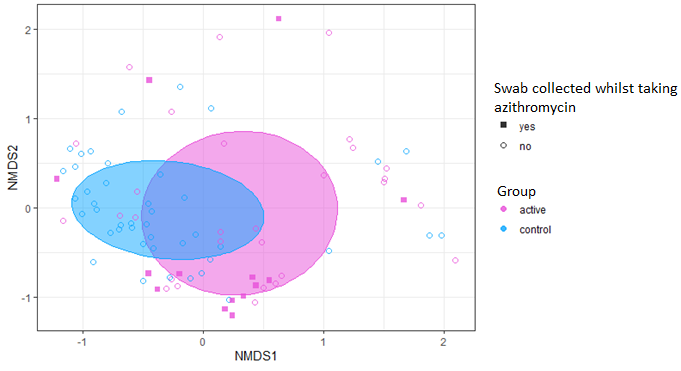 2
1
0
-1
NMDS2
-1
0
1
2
NMDS1
Swab collected whilst taking
azithromycin
yes
no
Group
active
control